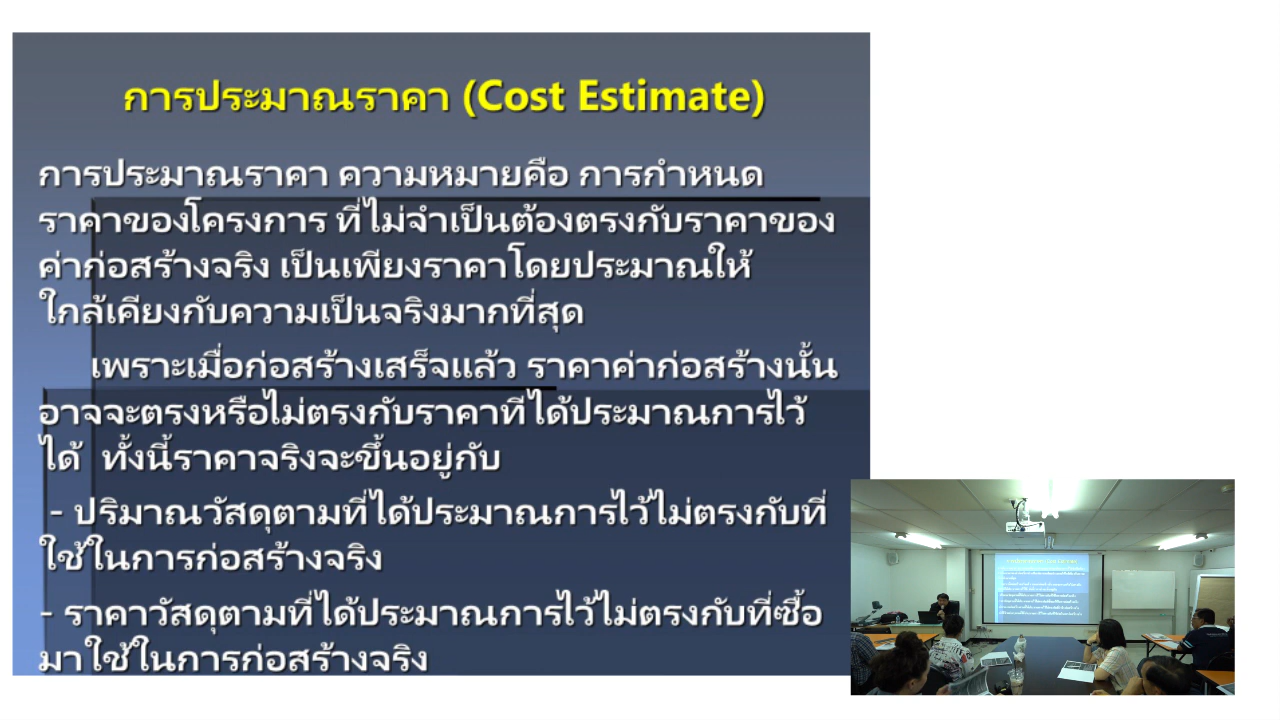 การประมาณราคา (Cost Estimate)
การประมาณราคา ความหมายคือ การกำหนด
ราคาของโครงการ ที่ไม่จำเป็นต้องตรงกับราคาของ
ค่าก่อสร้างจริง เป็นเพียงราคาโดยประมาณให้
ใกล้เคียงกับความเป็นจริงมากที่สุด
เพราะเมื่อก่อสร้างเสร็จแล้ว ราคาค่าก่อสร้างนั้น
อาจจะตรงหรือไม่ตรงกับราคาที่ได้ประมาณการไว้
ได้ ทั้งนี้ราคาจริงจะขึ้นอยู่กับ
- ปริมาณวัสดุตามที่ได้ประมาณการไว้ไม่ตรงกับที่
ใช้ในการก่อสร้างจริง
- ราคาวัสดุตามที่ได้ประมาณการไว้ไม่ตรงกับที่ซื้อ
มาใช้ในการก่อสร้างจริง